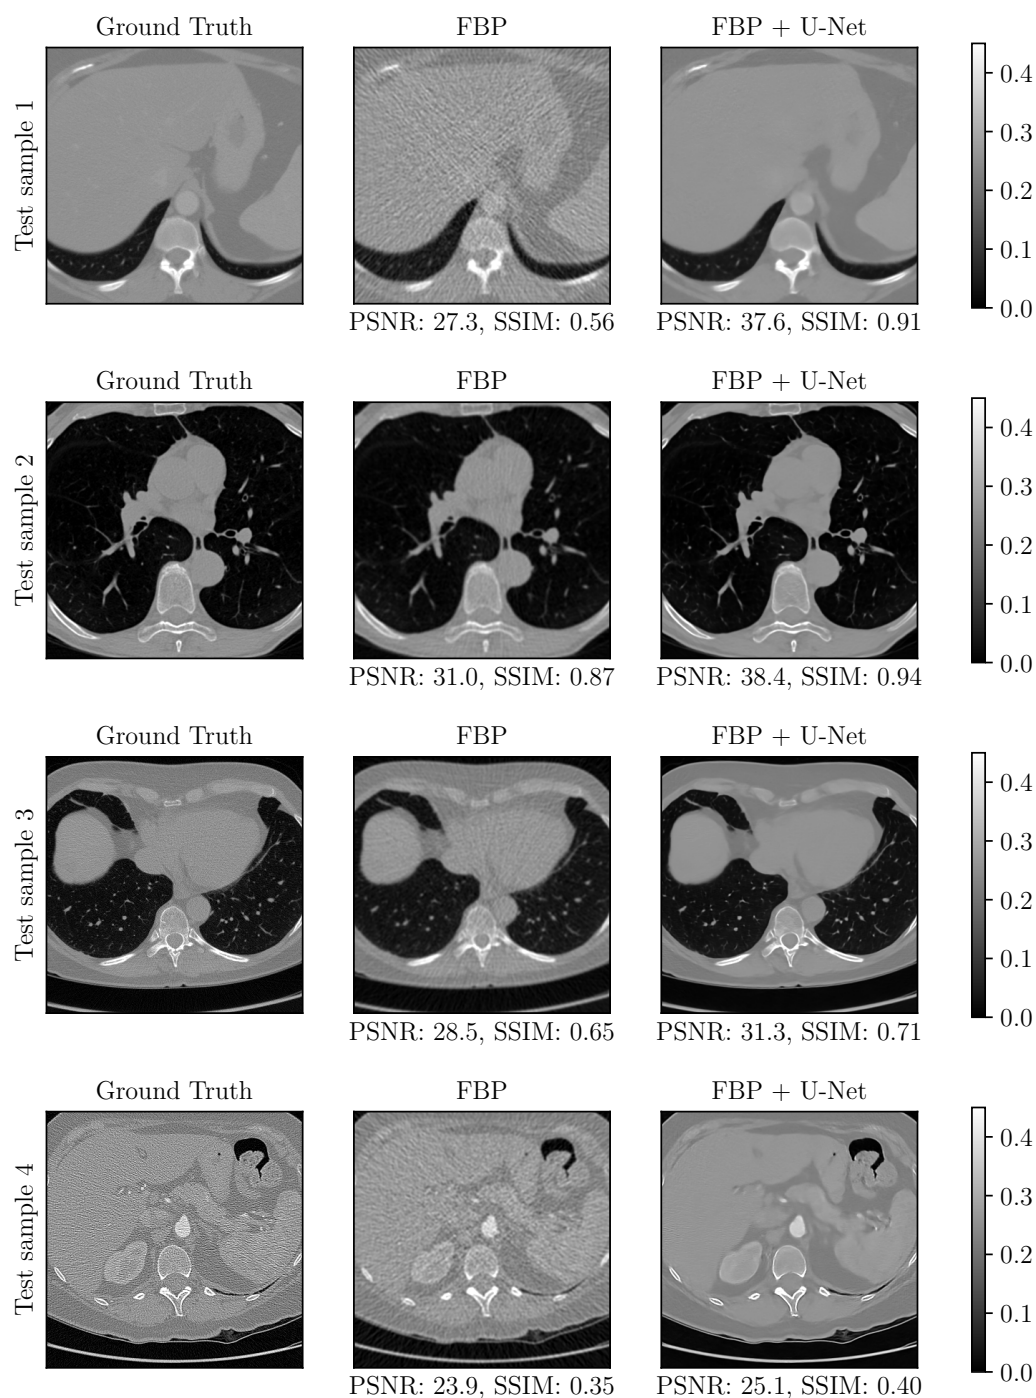 Ground Truth FBP FBP + U-Net
Test sample 1
0.4
0.3
0.2
0.1
0.0
PSNR: 27.3, SSIM: 0.56 PSNR: 37.6, SSIM: 0.91
Ground Truth FBP FBP + U-Net
Test sample 2
0.4
0.3
0.2
0.1
0.0
PSNR: 31.0, SSIM: 0.87 PSNR: 38.4, SSIM: 0.94
Ground Truth FBP FBP + U-Net
Test sample 3
0.4
0.3
0.2
0.1
0.0
PSNR: 28.5, SSIM: 0.65 PSNR: 31.3, SSIM: 0.71
Ground Truth FBP FBP + U-Net
Test sample 4
0.4
0.3
0.2
0.1
0.0
PSNR: 23.9, SSIM: 0.35 PSNR: 25.1, SSIM: 0.40